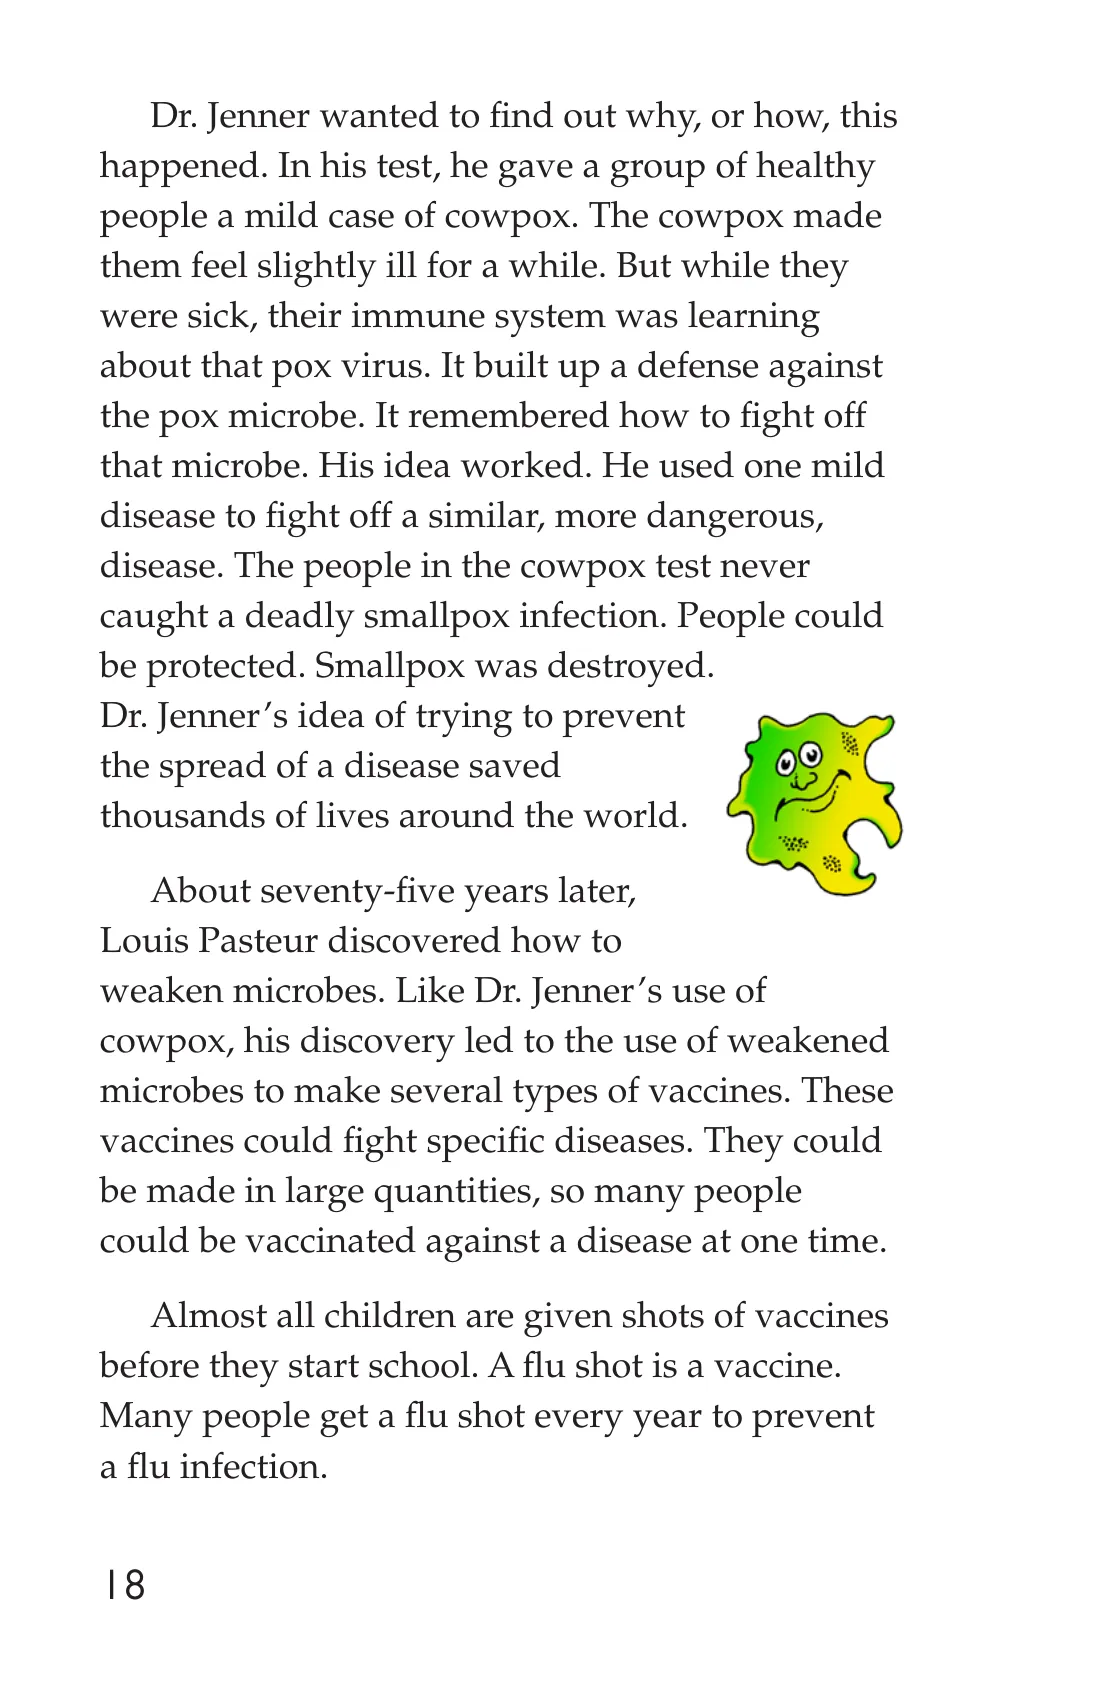 Dr. Jenner wanted to find out why, or how, this
happened. In his test, he gave a group of healthy
people a mild case of cowpox. The cowpox made
them feel slightly ill for a while. But while they
were sick, their immune system was learning
about that pox virus. It built up a defense against
the pox microbe. It remembered how to fight off
that microbe. His idea worked. He used one mild
disease to fight off a similar, more dangerous,
disease. The people in the cowpox test never
caught a deadly smallpox infection. People could
be protected. Smallpox was destroyed.
Dr. Jenner’s idea of trying to prevent
the spread of a disease saved
thousands of lives around the world.
About seventy-five years later,
Louis Pasteur discovered how to
weaken microbes. Like Dr. Jenner’s use of
cowpox, his discovery led to the use of weakened
microbes to make several types of vaccines. These
vaccines could fight specific diseases. They could
be made in large quantities, so many people
could be vaccinated against a disease at one time.
Almost all children are given shots of vaccines
before they start school. A flu shot is a vaccine.
Many people get a flu shot every year to prevent
a flu infection.
18